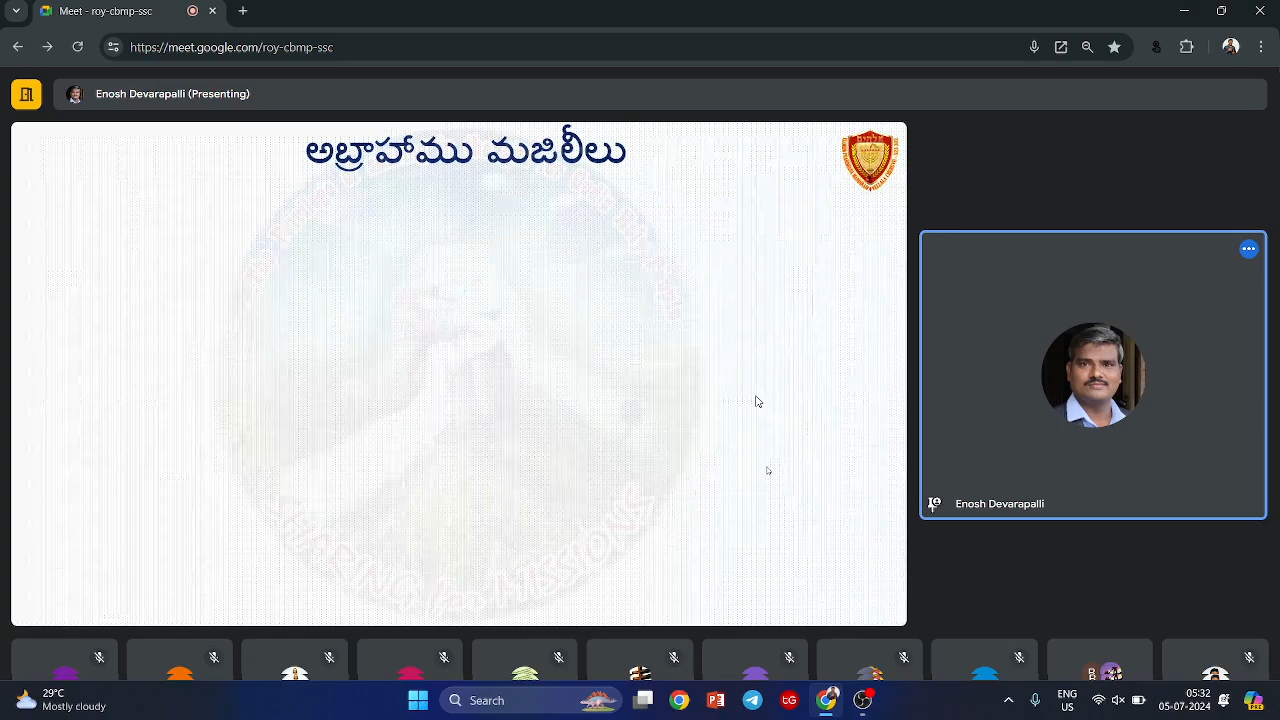 Meet - roy-cbmp-ssc
https://meet.google.com/roy-cbmp-ssc
Enosh Devarapalli (Presenting)
అబ్రాహాము మజిలీలు
Enosh Devarapalli
29°C
Mostly cloudy
Search
ENG
US
05:32
05-07-2024